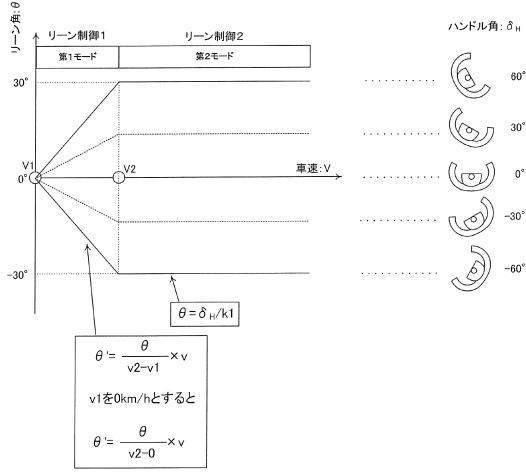 リーン角:θ
リーン制御1
リーン制御2
第1モード
第2モード
ハンドル角:δH
30°
0°
-30°
V1
V2
車速:V
60°
30°
0°
-30°
-60°
θ=δH/k1
θ'= θ/v2-v1 ×v
v1を0km/hとすると
θ'= θ/v2-0 ×v